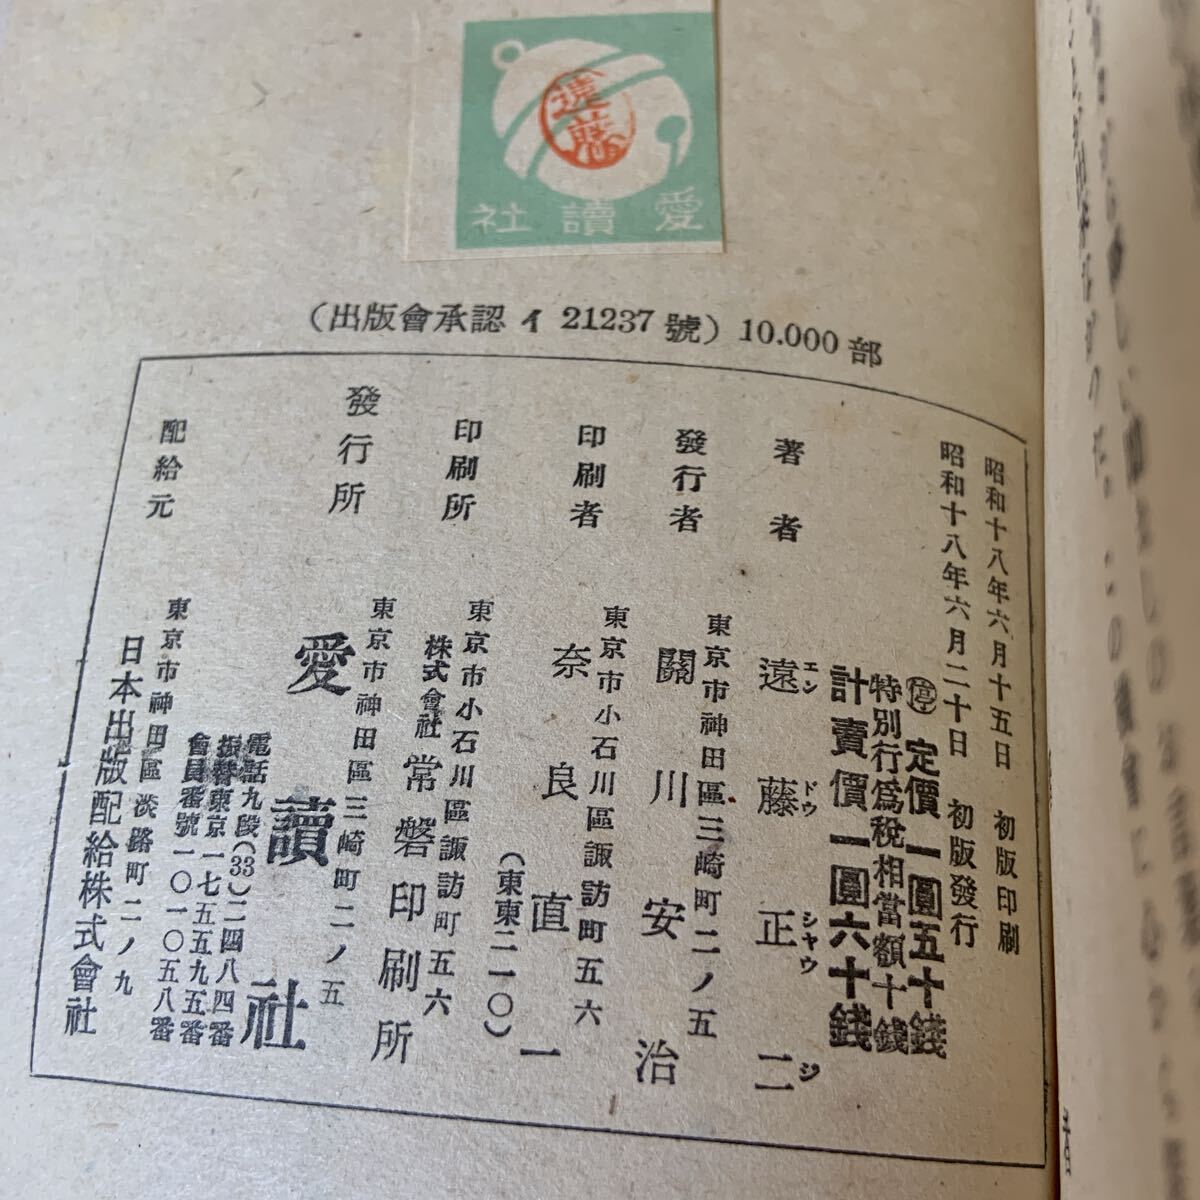 遠藤
愛讀社
(出版會承認 イ 21237 號) 10.000 部
昭和十八年六月十五日 初版印刷
昭和十八年六月二十日 初版發行
停 定價 一圓五十錢
特別行爲稅相當額十錢
計賣價 一圓六十錢
著者 遠藤正二
エンドウシヤウジ
東京市神田區三崎町二ノ五
發行者 關川安治
東京市小石川區諏訪町五六
印刷者 奈良直一
(東東二一〇)
東京市小石川區諏訪町五六
印刷所 株式會社 常磐印刷所
東京市神田區三崎町二ノ五
發行所 愛讀社
電話九段(33)二四八四番
振替東京一七五五九五番
會員番號一〇一〇五八番
東京市神田區淡路町二ノ九
配給元 日本出版配給株式會社